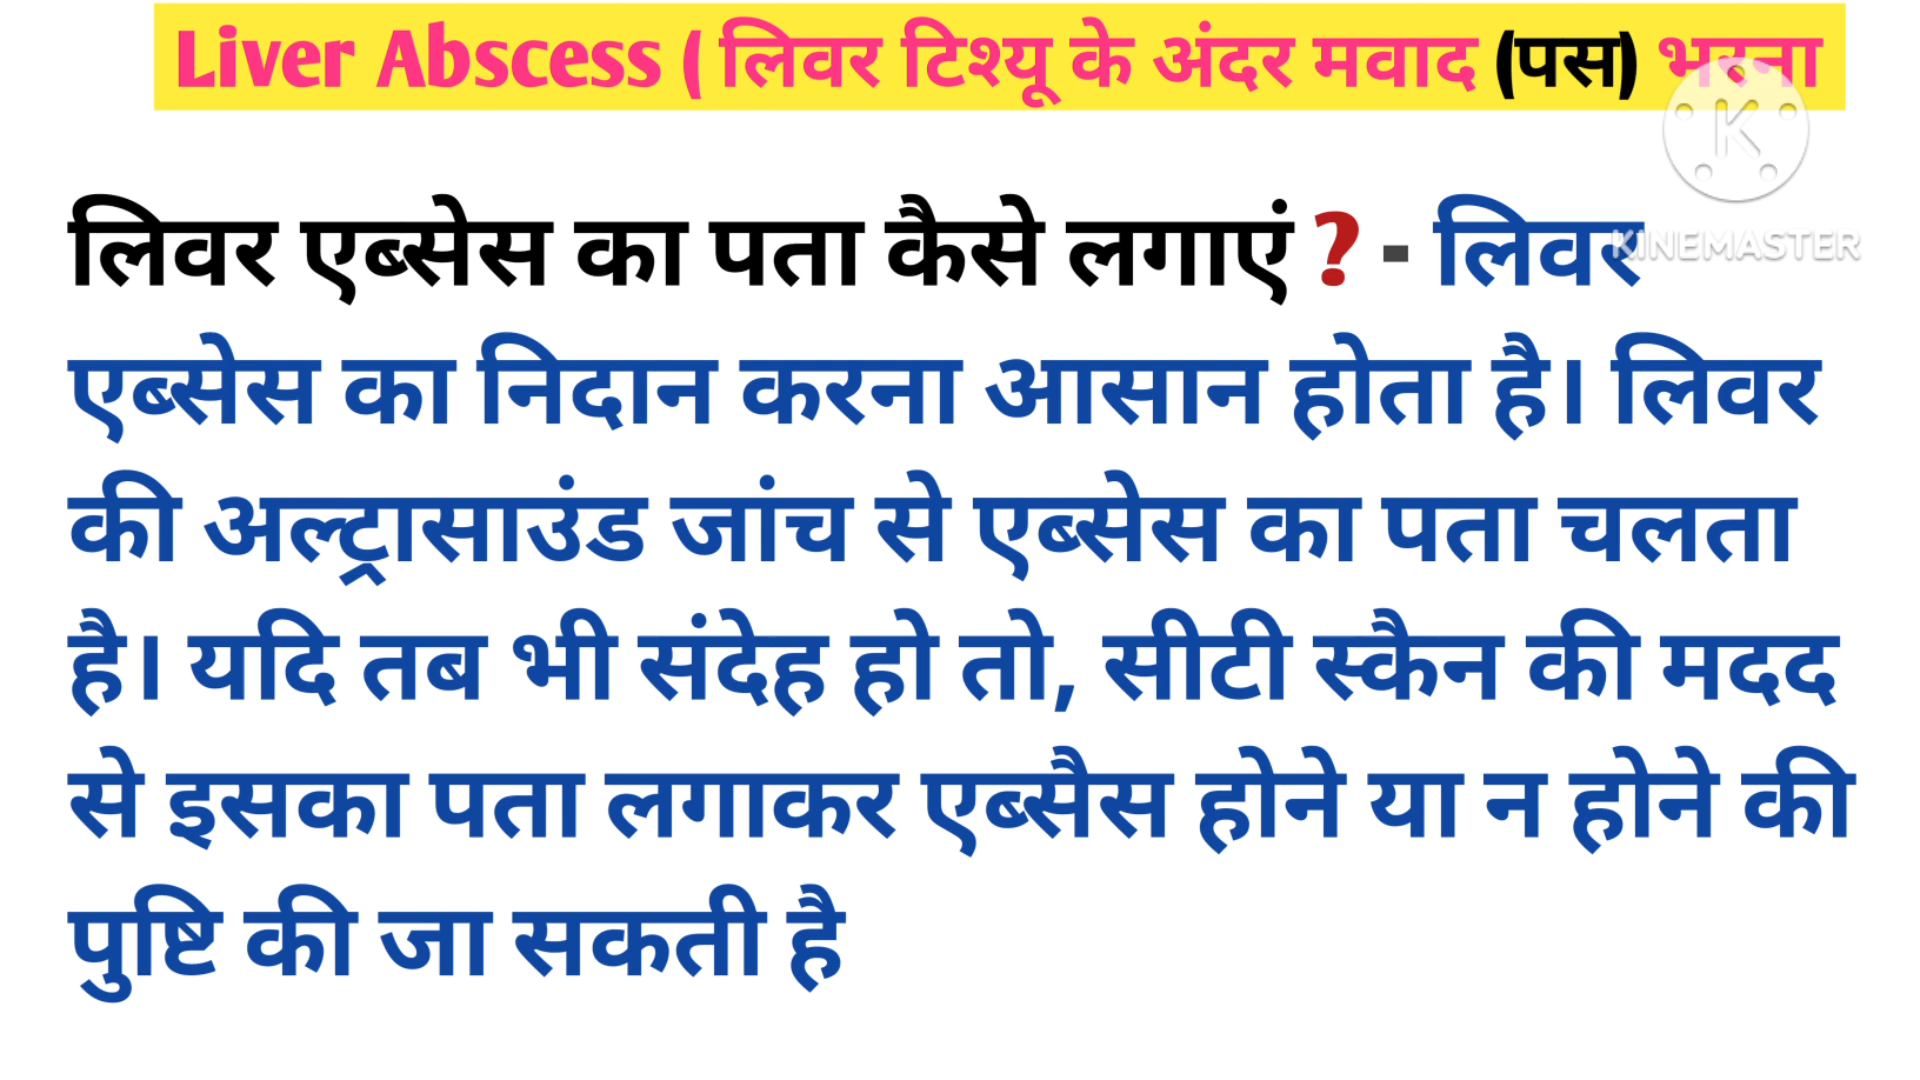 Liver Abscess ( लिवर टिश्यू के अंदर मवाद (पस) भरना
K
KINEMASTER
लिवर एब्सेस का पता कैसे लगाएं ? - लिवर
एब्सेस का निदान करना आसान होता है। लिवर
की अल्ट्रासाउंड जांच से एब्सेस का पता चलता
है। यदि तब भी संदेह हो तो, सीटी स्कैन की मदद
से इसका पता लगाकर एब्सैस होने या न होने की
पुष्टि की जा सकती है